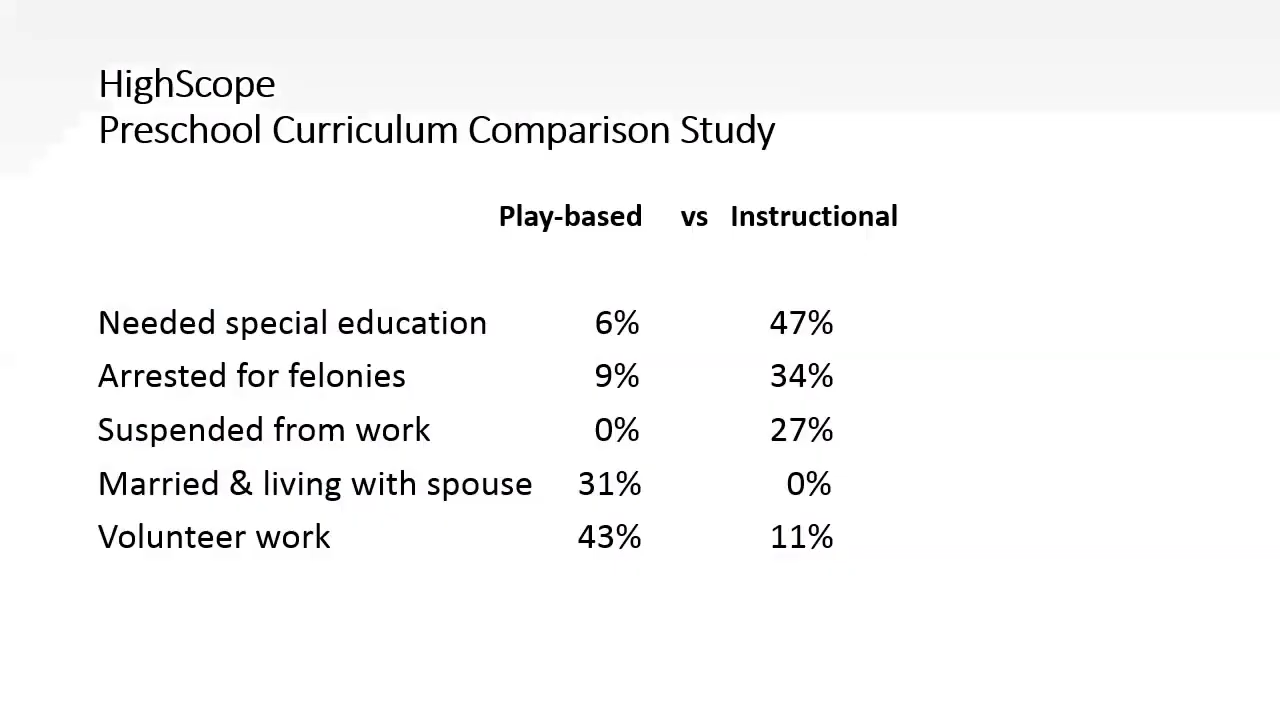 HighScope
Preschool Curriculum Comparison Study
Play-based vs Instructional
Needed special education 6% 47%
Arrested for felonies 9% 34%
Suspended from work 0% 27%
Married & living with spouse 31% 0%
Volunteer work 43% 11%